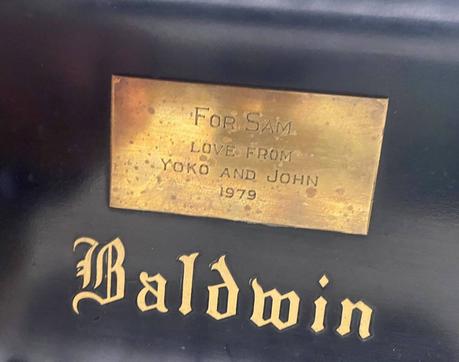 FOR SAM
LOVE FROM
YOKO AND JOHN
1979
Baldwin